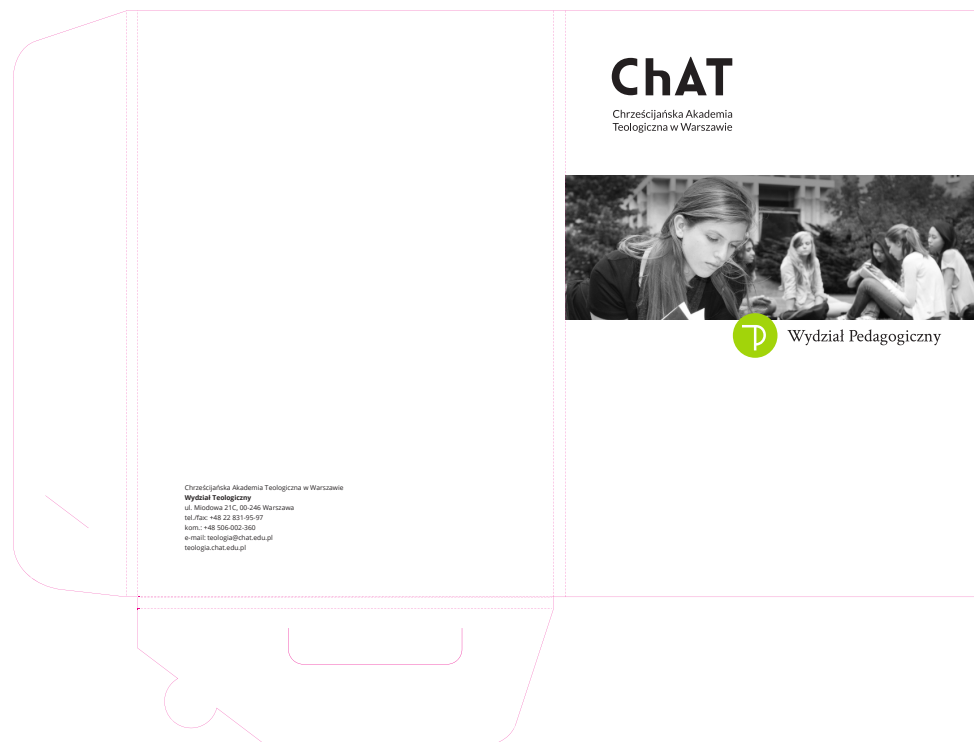 ChAT
Chrześcijańska Akademia
Teologiczna w Warszawie
Wydział Pedagogiczny
Chrześcijańska Akademia Teologiczna w Warszawie
Wydział Teologiczny
ul. Miodowa 21C, 00-246 Warszawa
tel./fax: +48 22 831-95-97
kom.: +48 506-002-360
e-mail: teologia@chat.edu.pl
teologia.chat.edu.pl